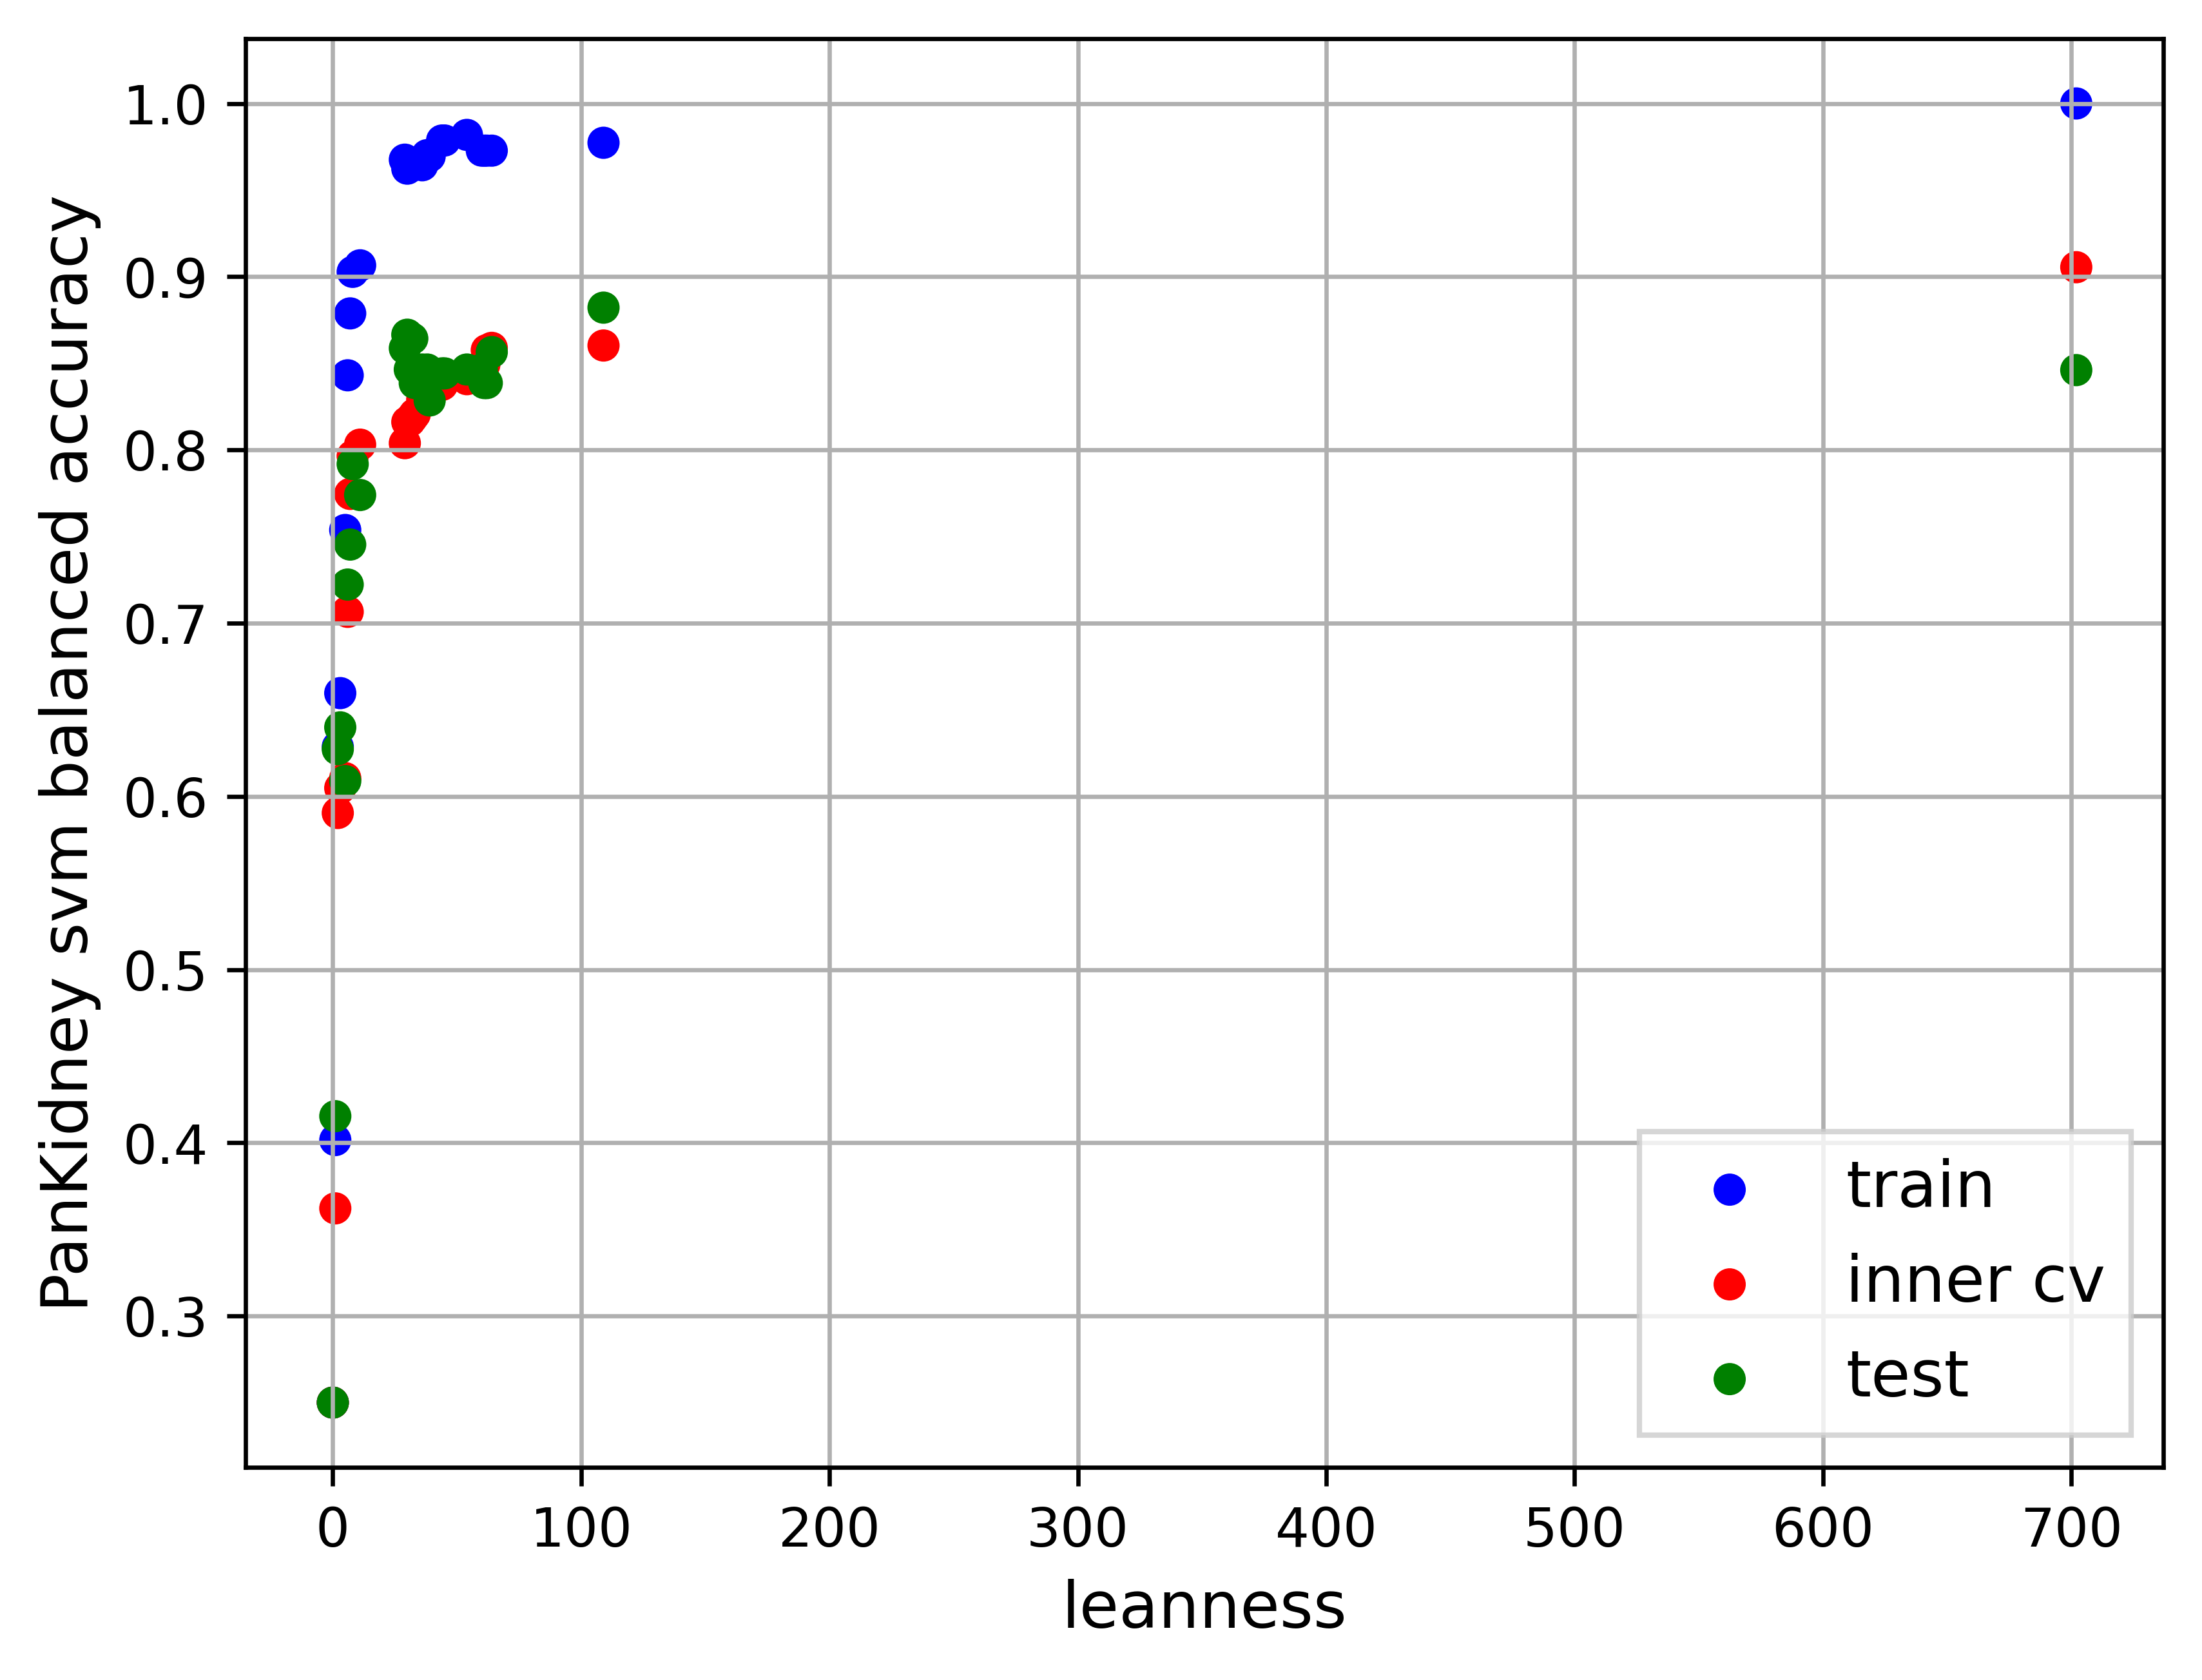 PanKidney svm balanced accuracy
1.0
0.9
0.8
0.7
0.6
0.5
0.4
0.3
train
inner cv
test
0 100 200 300 400 500 600 700
leanness